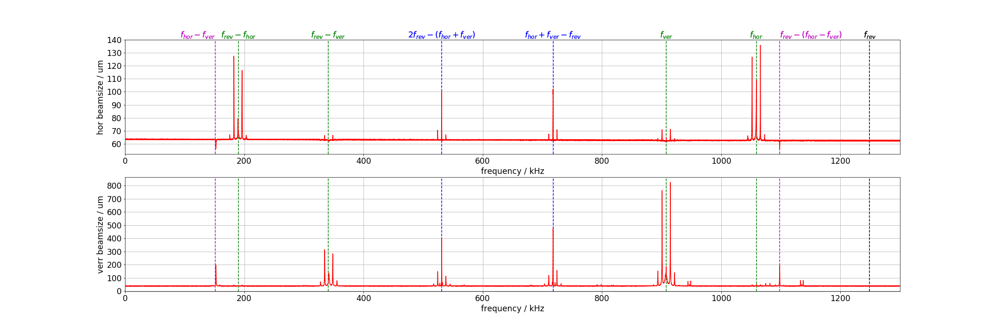 f_hor − f_ver f_rev − f_hor f_rev − f_ver 2f_rev − (f_hor + f_ver) f_hor + f_ver − f_rev f_ver f_hor f_rev − (f_hor − f_ver) f_rev
140
130
120
110
100
90
80
70
60
hor beamsize / um
0 200 400 600 800 1000 1200
frequency / kHz
800
700
600
500
400
300
200
100
0
verr beamsize / um
0 200 400 600 800 1000 1200
frequency / kHz